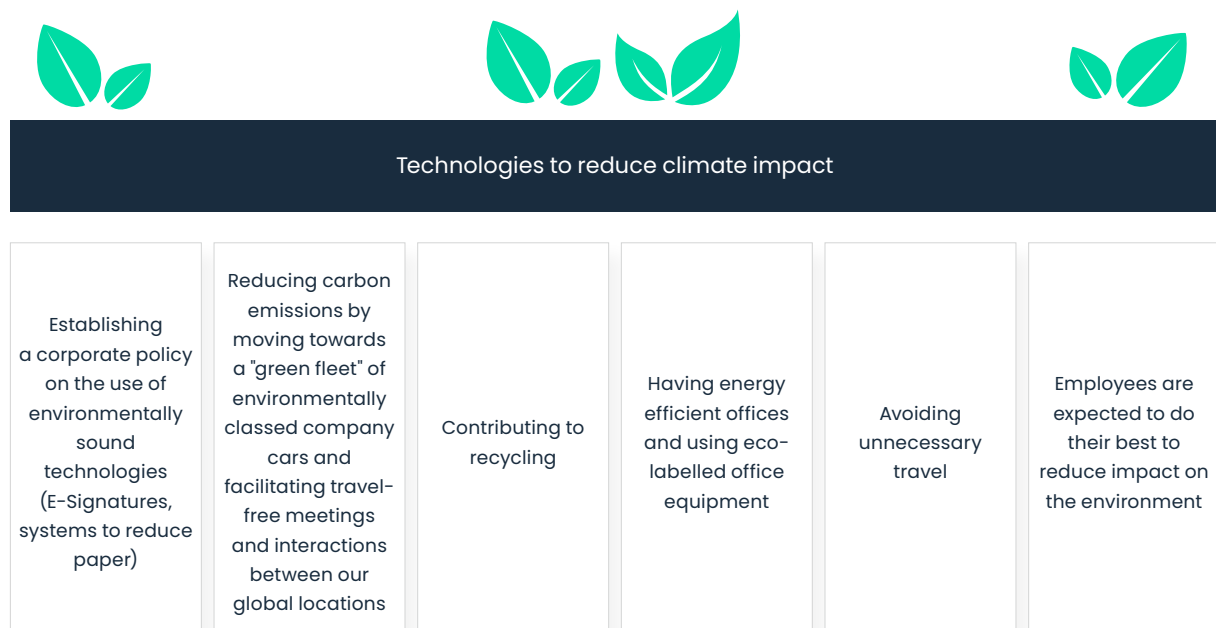 Technologies to reduce climate impact
Establishing
a corporate policy
on the use of
environmentally
sound
technologies
(E-Signatures,
systems to reduce
paper)
Reducing carbon
emissions by
moving towards
a "green fleet" of
environmentally
classed company
cars and
facilitating travel-
free meetings
and interactions
between our
global locations
Contributing to
recycling
Having energy
efficient offices
and using eco-
labelled office
equipment
Avoiding
unnecessary
travel
Employees are
expected to do
their best to
reduce impact on
the environment